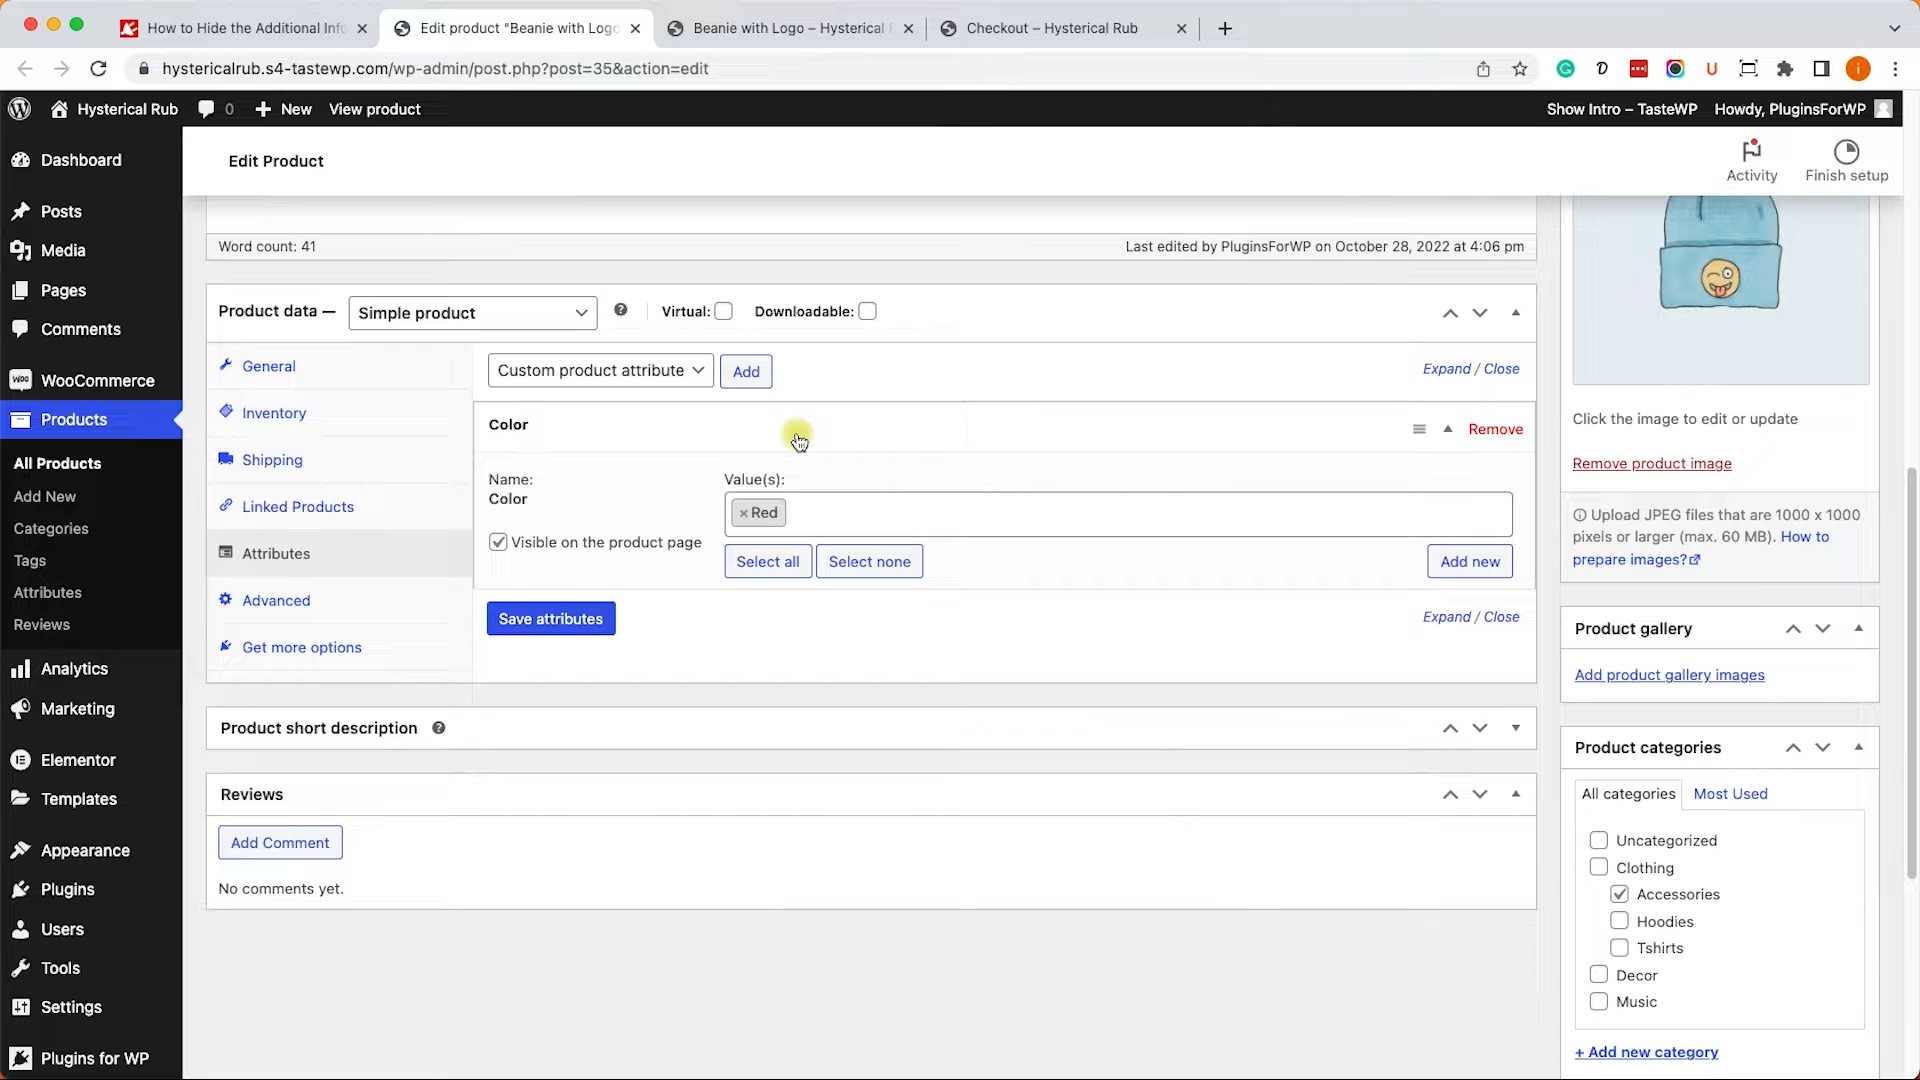 How to Hide the Additional Info
Edit product "Beanie with Logo
Beanie with Logo – Hysterical
Checkout – Hysterical Rub
hystericalrub.s4-tastewp.com/wp-admin/post.php?post=35&action=edit
Hysterical Rub
0
New
View product
Show Intro – TasteWP
Howdy, PluginsForWP
Dashboard
Posts
Media
Pages
Comments
WooCommerce
Products
All Products
Add New
Categories
Tags
Attributes
Reviews
Analytics
Marketing
Elementor
Templates
Appearance
Plugins
Users
Tools
Settings
Plugins for WP
Edit Product
Activity
Finish setup
Word count: 41
Last edited by PluginsForWP on October 28, 2022 at 4:06 pm
Product data —
Simple product
Virtual:
Downloadable:
General
Inventory
Shipping
Linked Products
Attributes
Advanced
Get more options
Custom product attribute
Add
Expand / Close
Color
Remove
Name:
Color
Visible on the product page
Value(s):
× Red
Select all
Select none
Add new
Save attributes
Expand / Close
Product short description
Reviews
Add Comment
No comments yet.
Click the image to edit or update
Remove product image
Upload JPEG files that are 1000 x 1000
pixels or larger (max. 60 MB). How to
prepare images?
Product gallery
Add product gallery images
Product categories
All categories
Most Used
Uncategorized
Clothing
Accessories
Hoodies
Tshirts
Decor
Music
+ Add new category